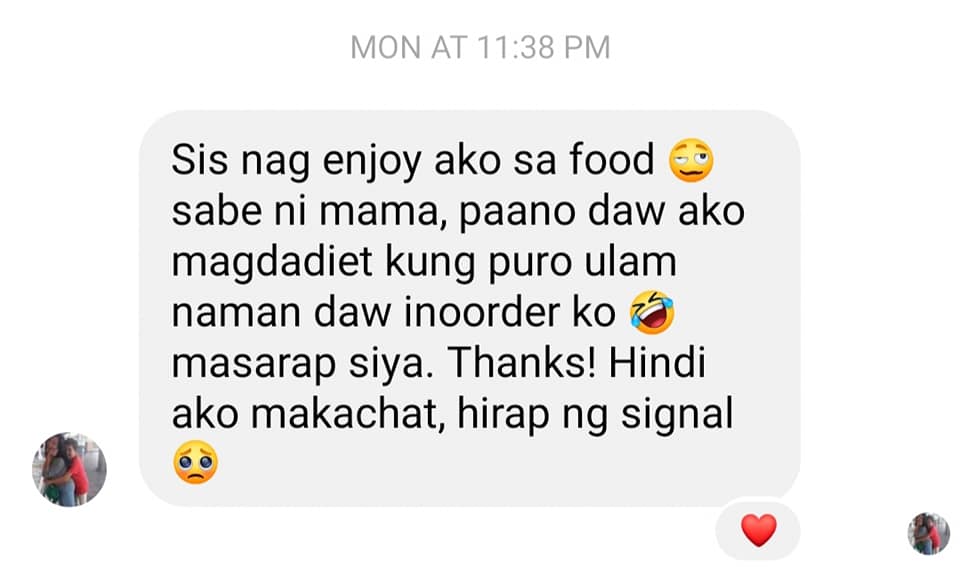 MON AT 11:38 PM
Sis nag enjoy ako sa food 🥴
sabe ni mama, paano daw ako
magdadiet kung puro ulam
naman daw inoorder ko 🤣
masarap siya. Thanks! Hindi
ako makachat, hirap ng signal
🥺
❤️